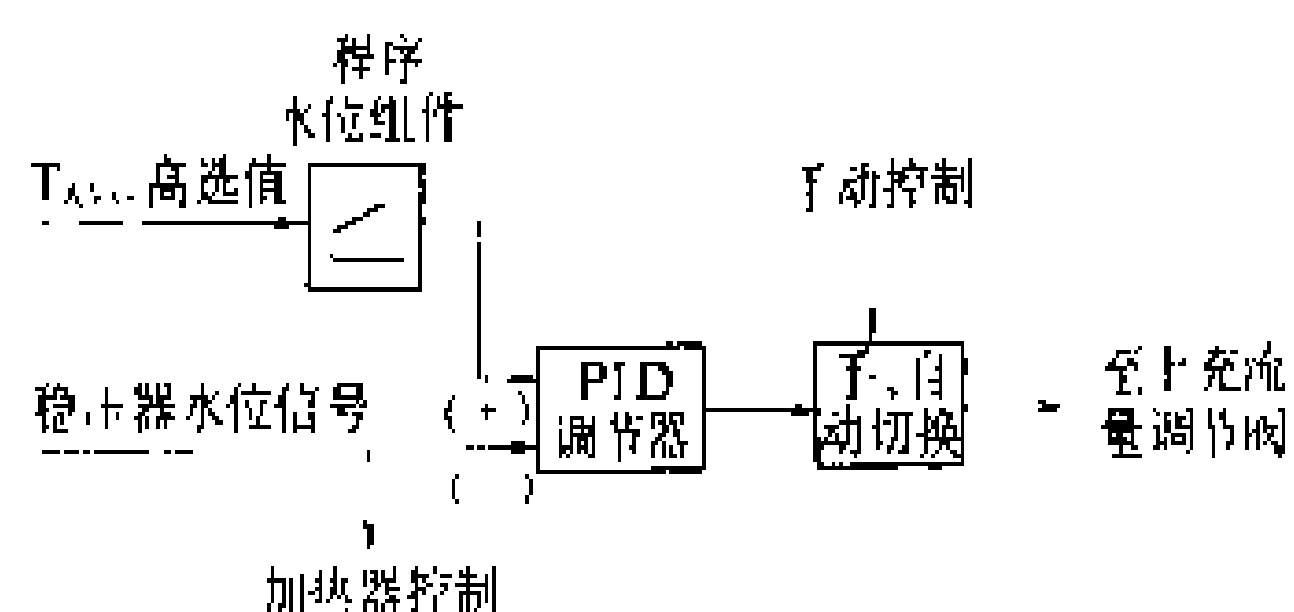 程序
水位组件
高选值
手动控制
稳压器水位信号
(+)
PID
调节器
手、自
动切换
至上充流
量调节阀
加热器控制